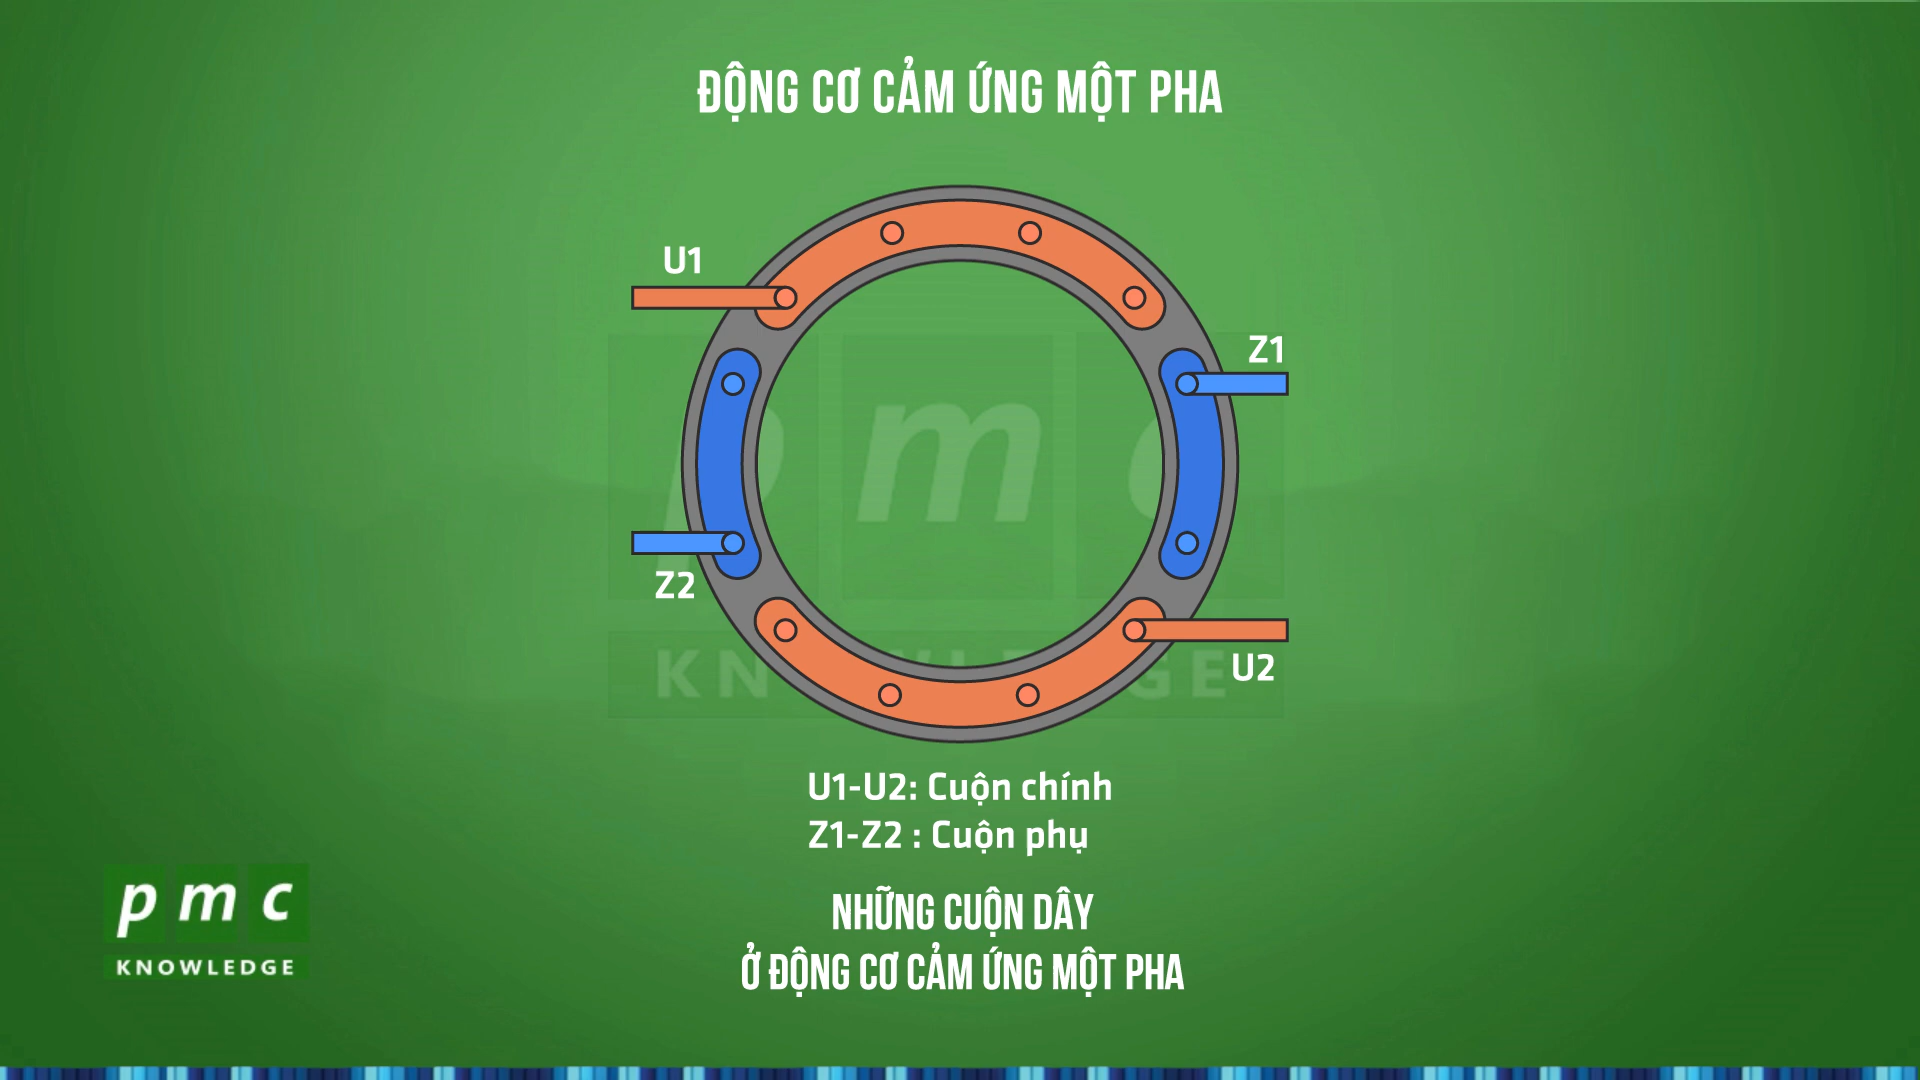 ĐỘNG CƠ CẢM ỨNG MỘT PHA
U1
Z1
p m c
Z2
KNOWLEDGE
U2
U1-U2: Cuộn chính
Z1-Z2 : Cuộn phụ
p m c
KNOWLEDGE
NHỮNG CUỘN DÂY
Ở ĐỘNG CƠ CẢM ỨNG MỘT PHA